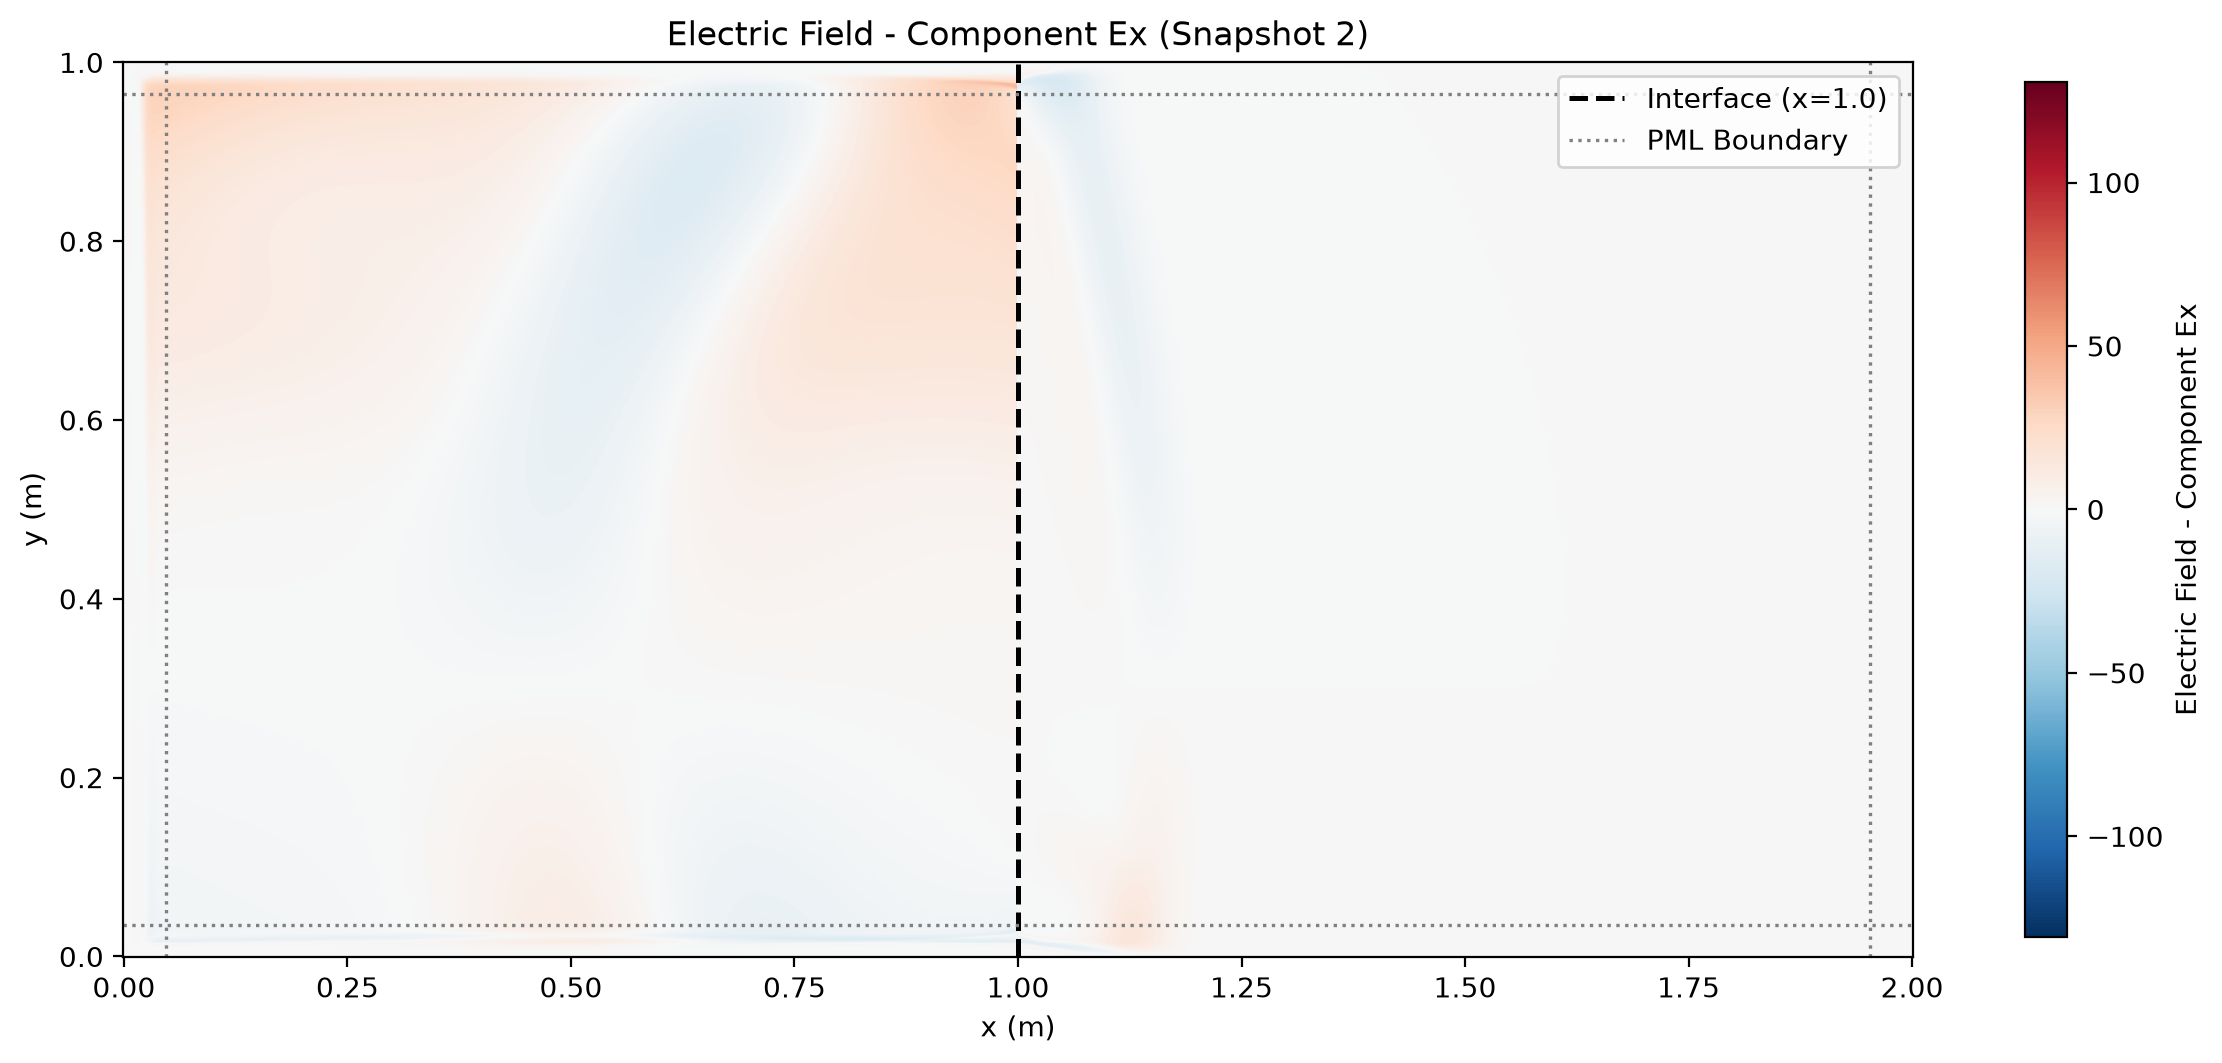 Electric Field - Component Ex (Snapshot 2)
1.0
0.8
0.6
0.4
0.2
0.0
y (m)
0.00 0.25 0.50 0.75 1.00 1.25 1.50 1.75 2.00
x (m)
Interface (x=1.0)
PML Boundary
100
50
0
−50
−100
Electric Field - Component Ex